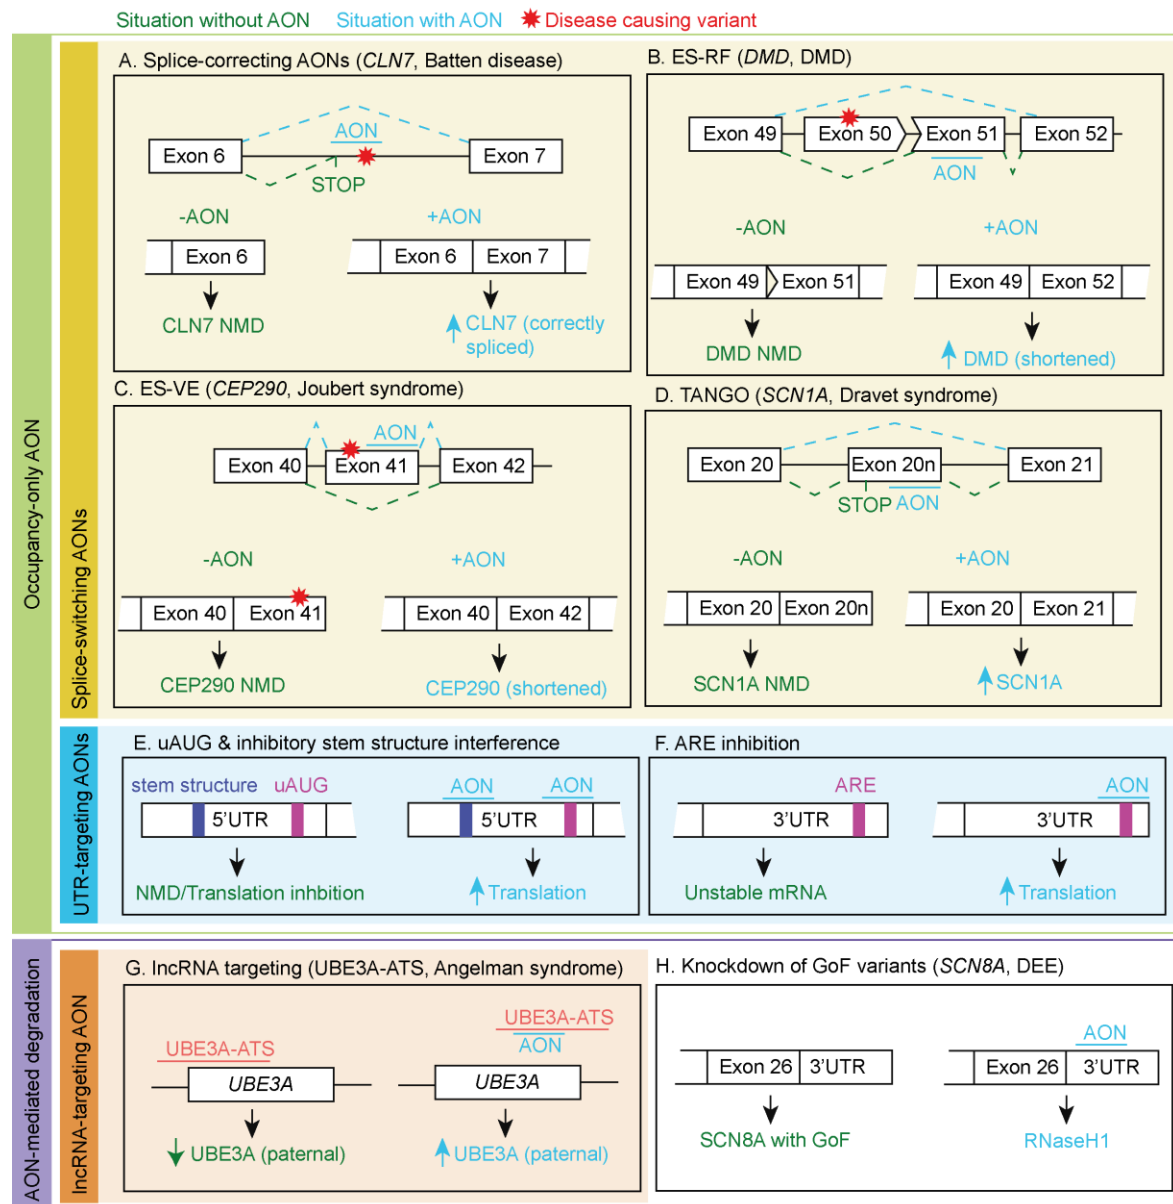 Situation without AON
Situation with AON
Disease causing variant
Occupancy-only AON
Splice-switching AONs
A. Splice-correcting AONs (CLN7, Batten disease)
AON
Exon 6
Exon 7
STOP
-AON
+AON
Exon 6
Exon 6
Exon 7
CLN7 NMD
CLN7 (correctly
spliced)
B. ES-RF (DMD, DMD)
Exon 49
Exon 50
Exon 51
Exon 52
AON
-AON
+AON
Exon 49
Exon 51
Exon 49
Exon 52
DMD NMD
DMD (shortened)
C. ES-VE (CEP290, Joubert syndrome)
AON
Exon 40
Exon 41
Exon 42
-AON
+AON
Exon 40
Exon 41
Exon 40
Exon 42
CEP290 NMD
CEP290 (shortened)
D. TANGO (SCN1A, Dravet syndrome)
Exon 20
Exon 20n
Exon 21
STOP
AON
-AON
+AON
Exon 20
Exon 20n
Exon 20
Exon 21
SCN1A NMD
SCN1A
UTR-targeting AONs
E. uAUG & inhibitory stem structure interference
stem structure
uAUG
AON
AON
5'UTR
5'UTR
NMD/Translation inhbition
Translation
F. ARE inhibition
ARE
AON
3'UTR
3'UTR
Unstable mRNA
Translation
AON-mediated degradation
lncRNA-targeting AON
G. lncRNA targeting (UBE3A-ATS, Angelman syndrome)
UBE3A-ATS
UBE3A-ATS
AON
UBE3A
UBE3A
UBE3A (paternal)
UBE3A (paternal)
H. Knockdown of GoF variants (SCN8A, DEE)
AON
Exon 26
3'UTR
Exon 26
3'UTR
SCN8A with GoF
RNaseH1